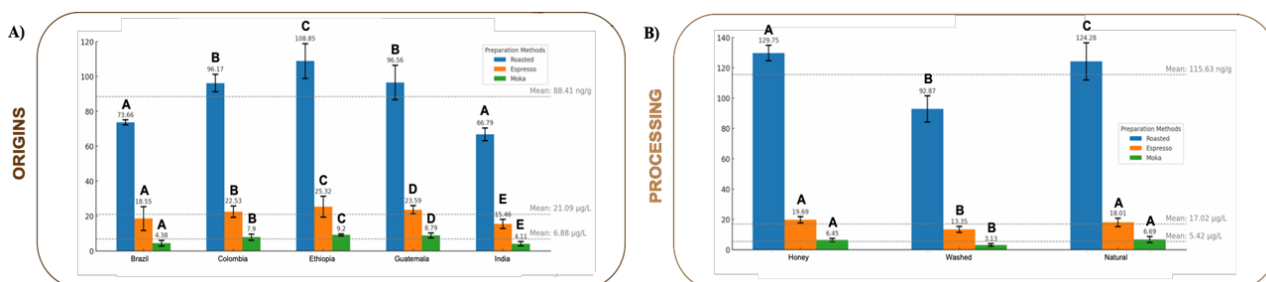 A)
ORIGINS
120
100
80
60
40
20
0
Preparation Methods
Roasted
Espresso
Moka
Mean: 88.41 ng/g
Mean: 21.09 µg/L
Mean: 6.88 µg/L
A
73.66
A
18.55
A
4.38
B
96.17
B
22.53
B
7.9
C
108.85
C
25.32
C
9.2
B
96.56
D
23.59
D
8.79
A
66.79
E
15.46
E
4.11
Brazil Colombia Ethiopia Guatemala India
B)
PROCESSING
140
120
100
80
60
40
20
0
A
129.75
A
19.69
A
6.45
B
92.87
B
13.35
B
3.13
C
124.28
A
18.01
A
6.69
Mean: 115.63 ng/g
Preparation Methods
Roasted
Espresso
Moka
Mean: 17.02 µg/L
Mean: 5.42 µg/L
Honey Washed Natural